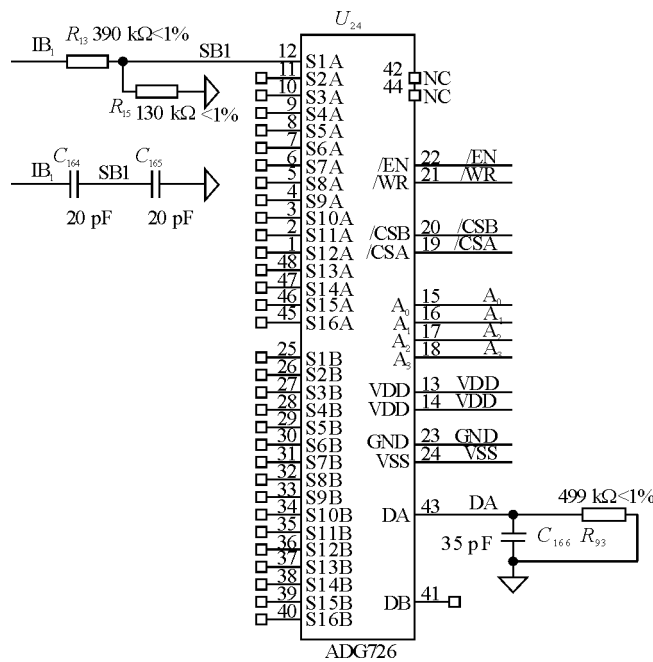 U24
IB1 R13 390 kΩ<1% SB1
R15 130 kΩ<1%
IB1 C164 SB1 C165
20 pF 20 pF
12 S1A
11 S2A
10 S3A
9 S4A
8 S5A
7 S6A
6 S7A
5 S8A
4 S9A
3 S10A
2 S11A
1 S12A
48 S13A
47 S14A
46 S15A
45 S16A
25 S1B
26 S2B
27 S3B
28 S4B
29 S5B
30 S6B
31 S7B
32 S8B
33 S9B
34 S10B
35 S11B
36 S12B
37 S13B
38 S14B
39 S15B
40 S16B
42 NC
44 NC
/EN 22 /EN
/WR 21 /WR
/CSB 20 /CSB
/CSA 19 /CSA
A0 15 A0
A1 16 A1
A2 17 A2
A3 18 A3
VDD 13 VDD
VDD 14 VDD
GND 23 GND
VSS 24 VSS
DA 43 DA
499 kΩ<1%
35 pF C166 R93
DB 41
ADG726